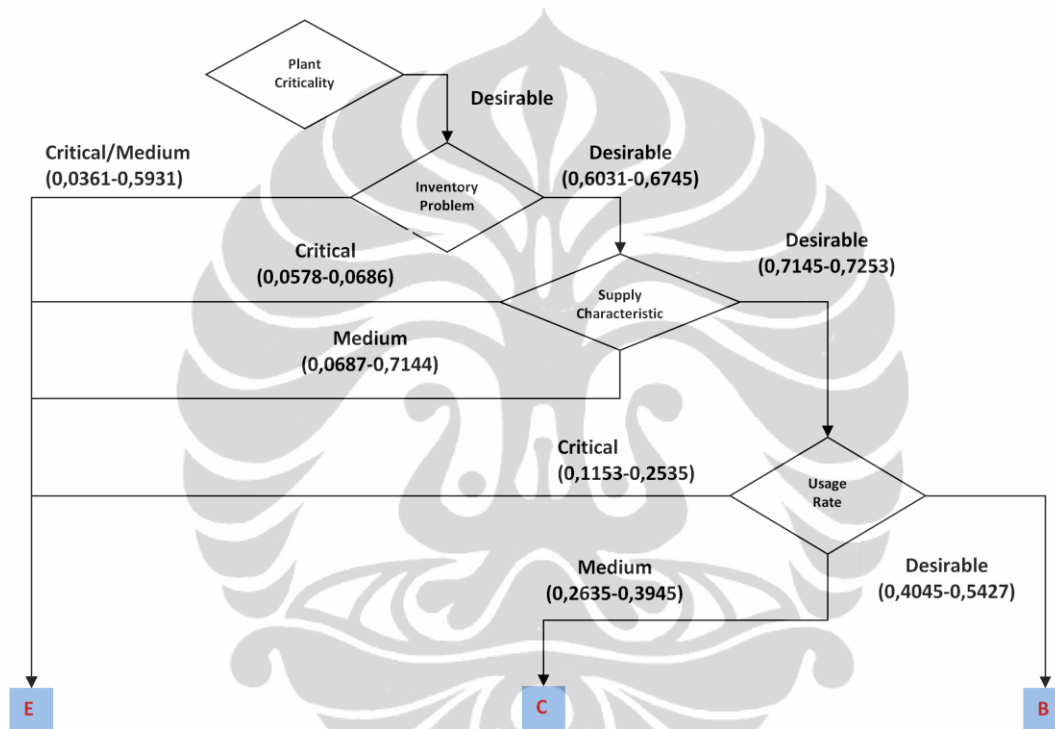 Plant
Criticality
Desirable
Critical/Medium
(0,0361-0,5931)
Inventory
Problem
Desirable
(0,6031-0,6745)
Critical
(0,0578-0,0686)
Supply
Characteristic
Desirable
(0,7145-0,7253)
Medium
(0,0687-0,7144)
Critical
(0,1153-0,2535)
Usage
Rate
Medium
(0,2635-0,3945)
Desirable
(0,4045-0,5427)
E
C
B